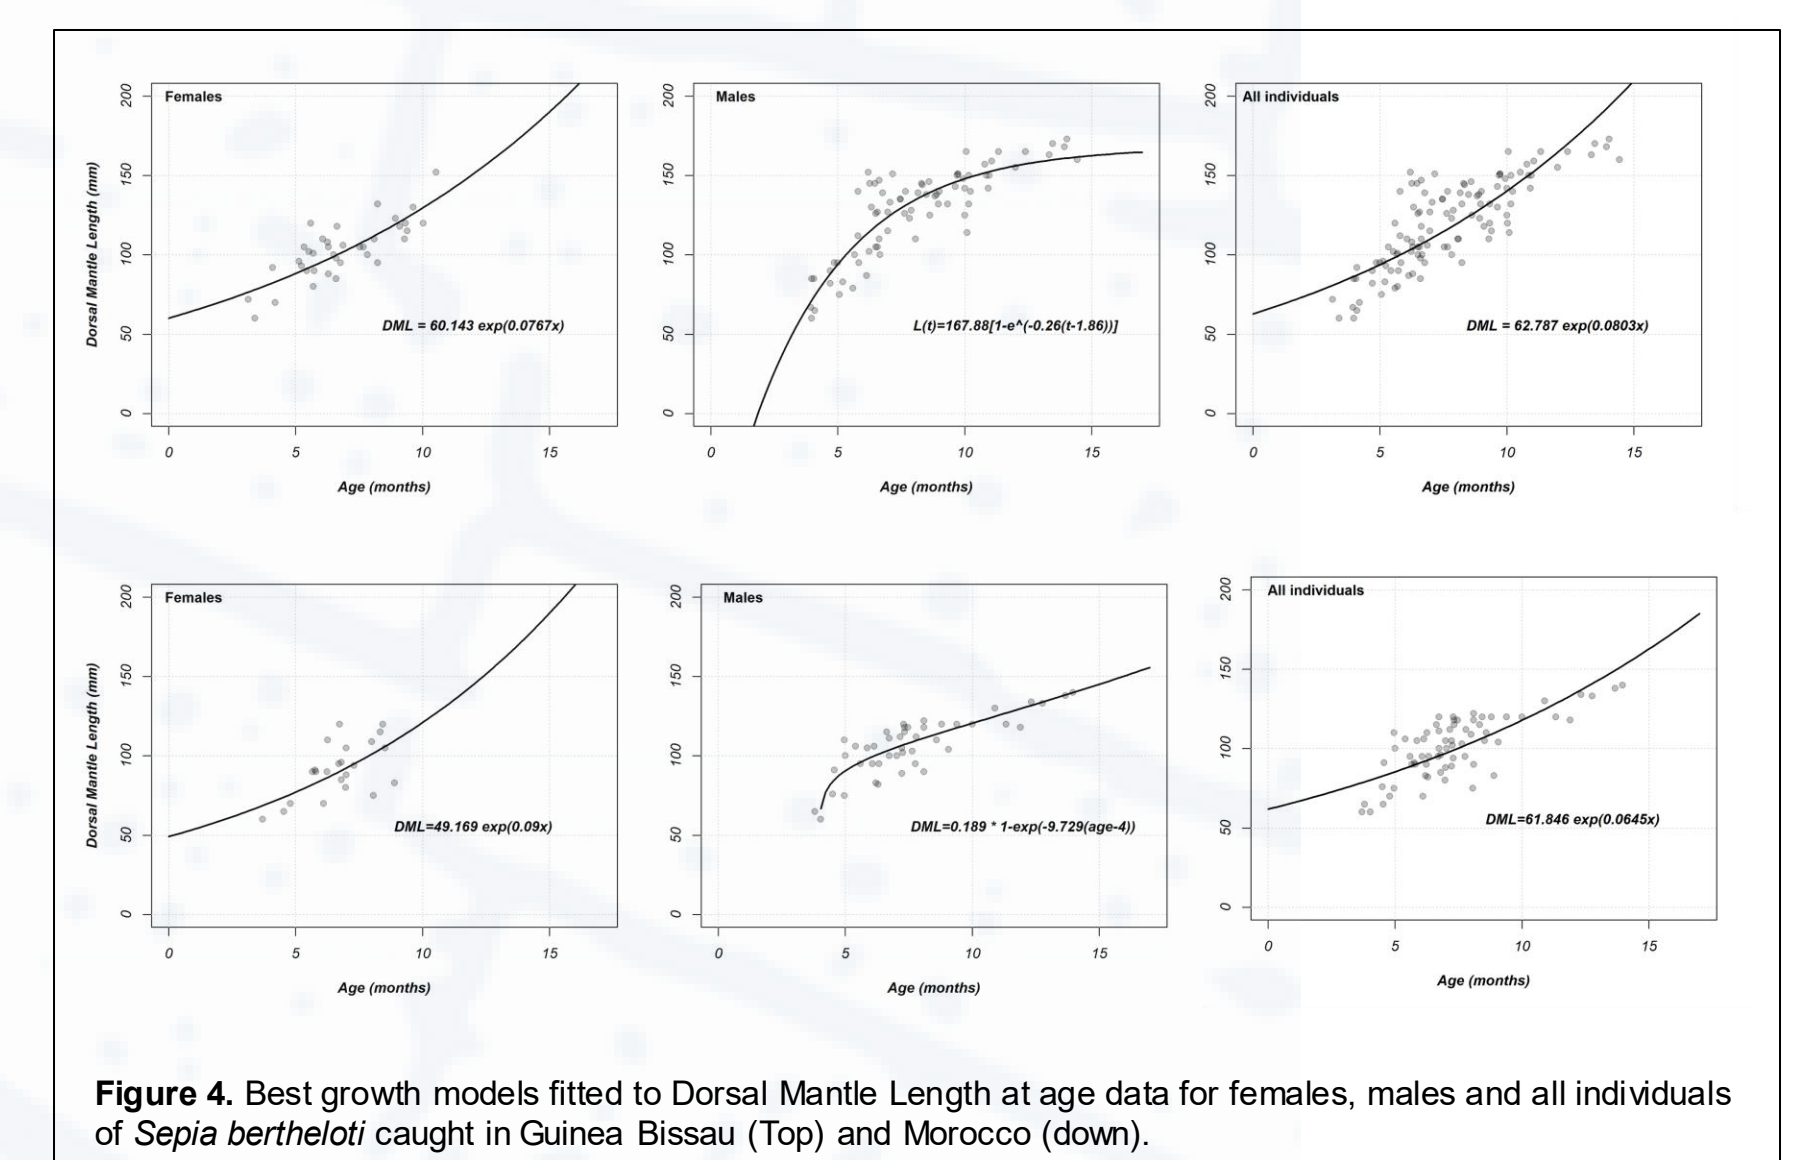 Females
Males
All individuals
200
150
100
50
0
Dorsal Mantle Length (mm)
DML = 60.143 exp(0.0767x)
0 5 10 15
Age (months)
200
150
100
50
0
L(t)=167.88[1-e^(-0.26(t-1.86))]
0 5 10 15
Age (months)
200
150
100
50
0
DML = 62.787 exp(0.0803x)
0 5 10 15
Age (months)
Females
Males
All individuals
200
150
100
50
0
Dorsal Mantle Length (mm)
DML=49.169 exp(0.09x)
0 5 10 15
Age (months)
200
150
100
50
0
DML=0.189 * 1-exp(-9.729(age-4))
0 5 10 15
Age (months)
200
150
100
50
0
DML=61.846 exp(0.0645x)
0 5 10 15
Age (months)
Figure 4. Best growth models fitted to Dorsal Mantle Length at age data for females, males and all individuals
of Sepia bertheloti caught in Guinea Bissau (Top) and Morocco (down).